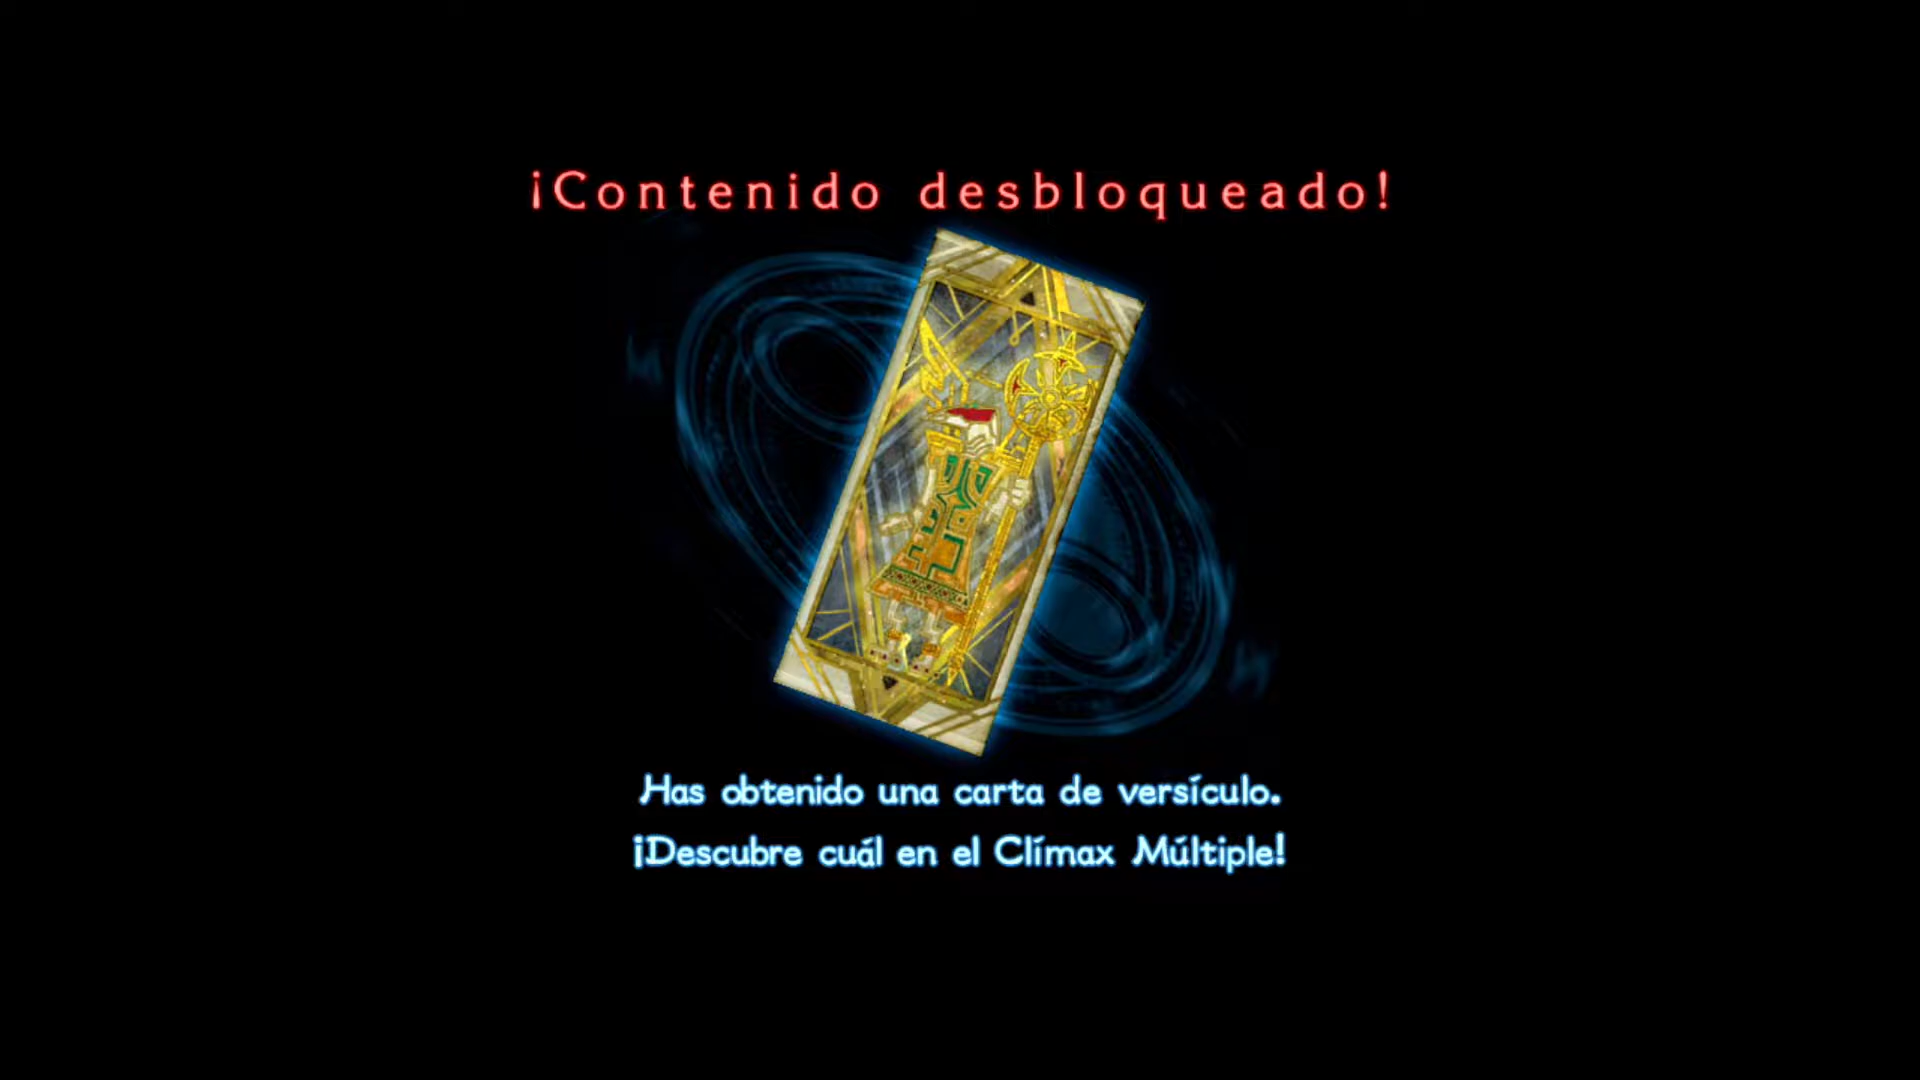 ¡Contenido desbloqueado!
Has obtenido una carta de versículo.
¡Descubre cuál en el Clímax Múltiple!